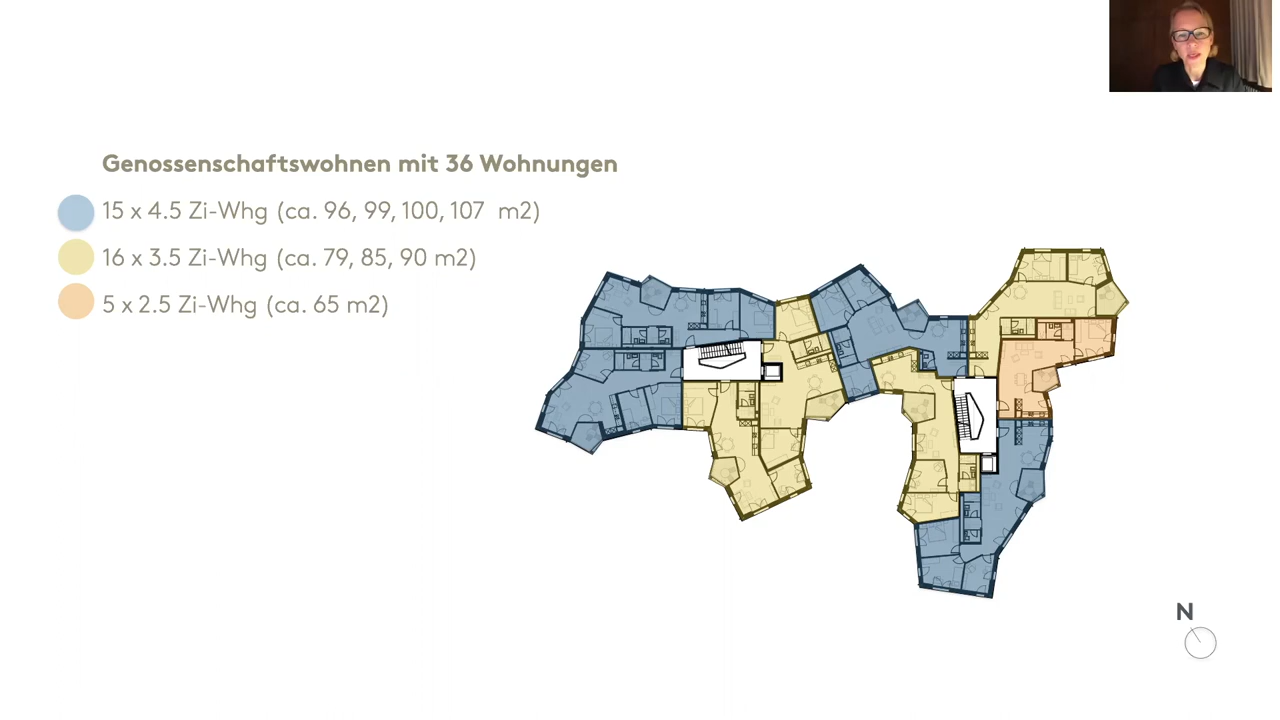 Genossenschaftswohnen mit 36 Wohnungen
15 x 4.5 Zi-Whg (ca. 96, 99, 100, 107 m2)
16 x 3.5 Zi-Whg (ca. 79, 85, 90 m2)
5 x 2.5 Zi-Whg (ca. 65 m2)
N